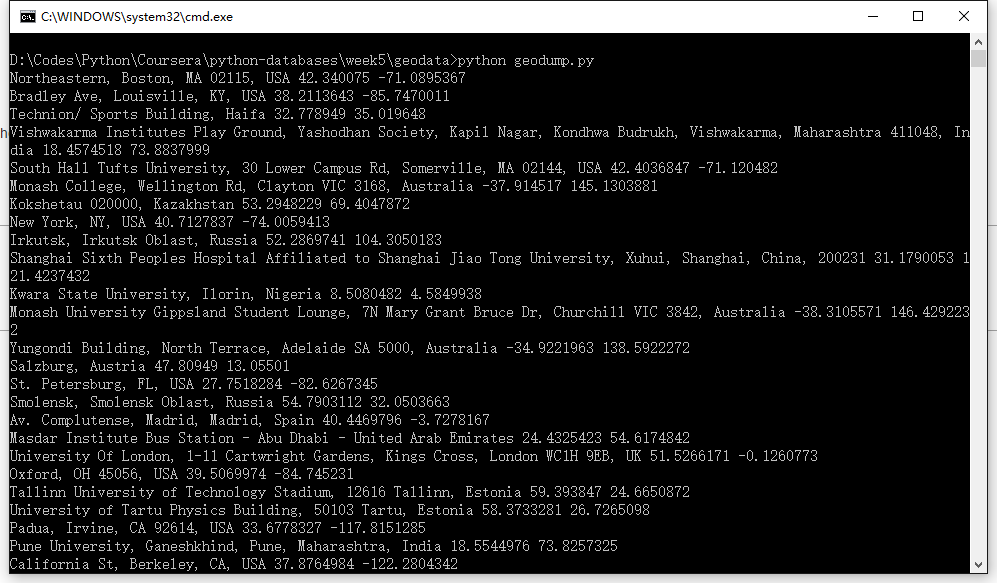 C:\WINDOWS\system32\cmd.exe
D:\Codes\Python\Coursera\python-databases\week5\geodata>python geodump.py
Northeastern, Boston, MA 02115, USA 42.340075 -71.0895367
Bradley Ave, Louisville, KY, USA 38.2113643 -85.7470011
Technion/ Sports Building, Haifa 32.778949 35.019648
Vishwakarma Institutes Play Ground, Yashodhan Society, Kapil Nagar, Kondhwa Budrukh, Vishwakarma, Maharashtra 411048, In
dia 18.4574518 73.8837999
South Hall Tufts University, 30 Lower Campus Rd, Somerville, MA 02144, USA 42.4036847 -71.120482
Monash College, Wellington Rd, Clayton VIC 3168, Australia -37.914517 145.1303881
Kokshetau 020000, Kazakhstan 53.2948229 69.4047872
New York, NY, USA 40.7127837 -74.0059413
Irkutsk, Irkutsk Oblast, Russia 52.2869741 104.3050183
Shanghai Sixth Peoples Hospital Affiliated to Shanghai Jiao Tong University, Xuhui, Shanghai, China, 200231 31.1790053 1
21.4237432
Kwara State University, Ilorin, Nigeria 8.5080482 4.5849938
Monash University Gippsland Student Lounge, 7N Mary Grant Bruce Dr, Churchill VIC 3842, Australia -38.3105571 146.429223
2
Yungondi Building, North Terrace, Adelaide SA 5000, Australia -34.9221963 138.5922272
Salzburg, Austria 47.80949 13.05501
St. Petersburg, FL, USA 27.7518284 -82.6267345
Smolensk, Smolensk Oblast, Russia 54.7903112 32.0503663
Av. Complutense, Madrid, Madrid, Spain 40.4469796 -3.7278167
Masdar Institute Bus Station - Abu Dhabi - United Arab Emirates 24.4325423 54.6174842
University Of London, 1-11 Cartwright Gardens, Kings Cross, London WC1H 9EB, UK 51.5266171 -0.1260773
Oxford, OH 45056, USA 39.5069974 -84.745231
Tallinn University of Technology Stadium, 12616 Tallinn, Estonia 59.393847 24.6650872
University of Tartu Physics Building, 50103 Tartu, Estonia 58.3733281 26.7265098
Padua, Irvine, CA 92614, USA 33.6778327 -117.8151285
Pune University, Ganeshkhind, Pune, Maharashtra, India 18.5544976 73.8257325
California St, Berkeley, CA, USA 37.8764984 -122.2804342